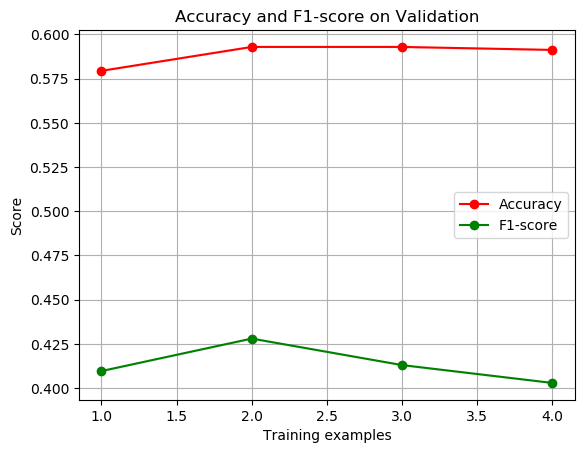 Accuracy and F1-score on Validation
0.600
0.575
0.550
0.525
0.500
0.475
0.450
0.425
0.400
Score
Accuracy
F1-score
1.0 1.5 2.0 2.5 3.0 3.5 4.0
Training examples